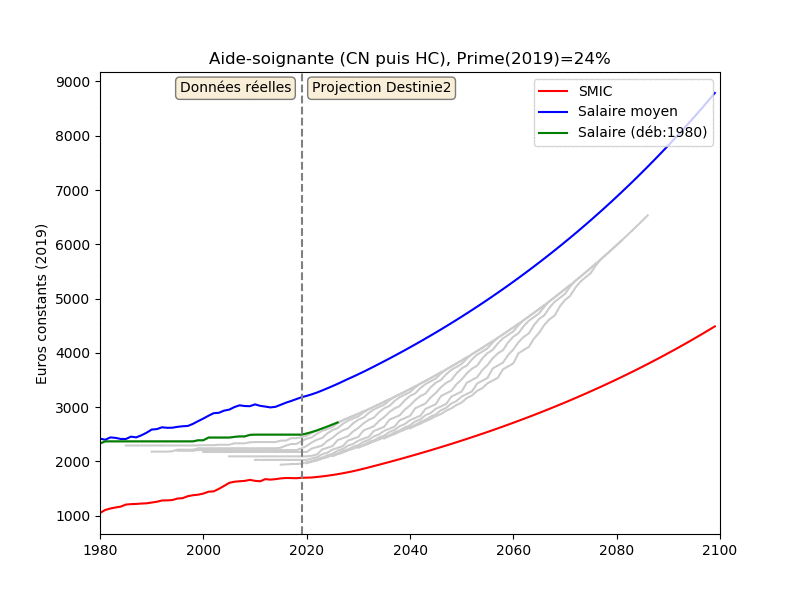 Aide-soignante (CN puis HC), Prime(2019)=24%
Données réelles
Projection Destinie2
SMIC
Salaire moyen
Salaire (déb:1980)
Euros constants (2019)
9000
8000
7000
6000
5000
4000
3000
2000
1000
1980
2000
2020
2040
2060
2080
2100